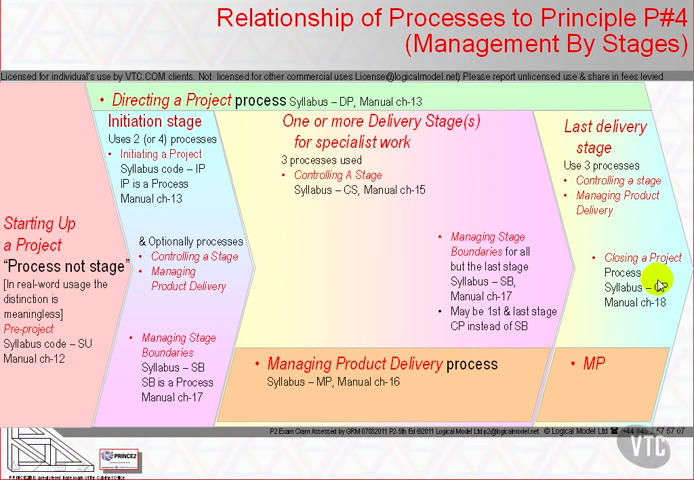 Relationship of Processes to Principle P#4
(Management By Stages)
Licensed for individual's use by VTC.COM clients. Not licensed for other commercial uses License@logicalmodel.net) Please report unlicensed use & share in fees levied
• Directing a Project process Syllabus – DP, Manual ch-13
Starting Up
a Project
"Process not stage"
[In real-word usage the
distinction is
meaningless]
Pre-project
Syllabus code – SU
Manual ch-12
Initiation stage
Uses 2 (or 4) processes
• Initiating a Project
Syllabus code – IP
IP is a Process
Manual ch-13
& Optionally processes
• Controlling a Stage
• Managing
Product Delivery
• Managing Stage
Boundaries
Syllabus – SB
SB is a Process
Manual ch-17
One or more Delivery Stage(s)
for specialist work
3 processes used
• Controlling A Stage
Syllabus – CS, Manual ch-15
• Managing Stage
Boundaries for all
but the last stage
Syllabus – SB,
Manual ch-17
• May be 1st & last stage
CP instead of SB
• Managing Product Delivery process
Syllabus – MP, Manual ch-16
Last delivery
stage
Use 3 processes
• Controlling a stage
• Managing Product
Delivery
• Closing a Project
Process
Syllabus – CP
Manual ch-18
• MP
P2 Exam Cram Assessed by GRM 07082011 P2-5th Ed ©2011 Logical Model Ltd p2@logicalmodel.net © Logical Model Ltd ☎ +44 845 2 57 57 07
VTC
PRINCE2
PRINCE2® is a registered trade mark of the Cabinet Office